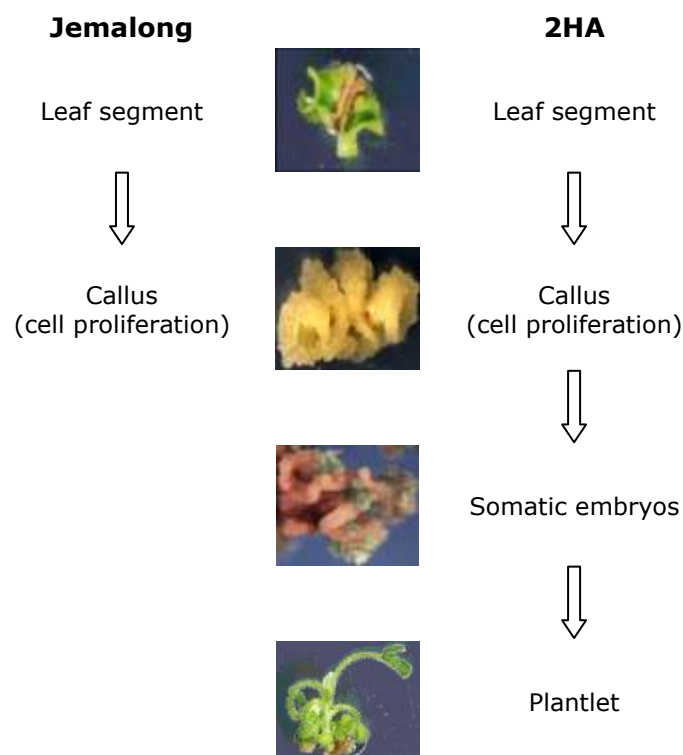 Jemalong
2HA
Leaf segment
Leaf segment
Callus
(cell proliferation)
Callus
(cell proliferation)
Somatic embryos
Plantlet